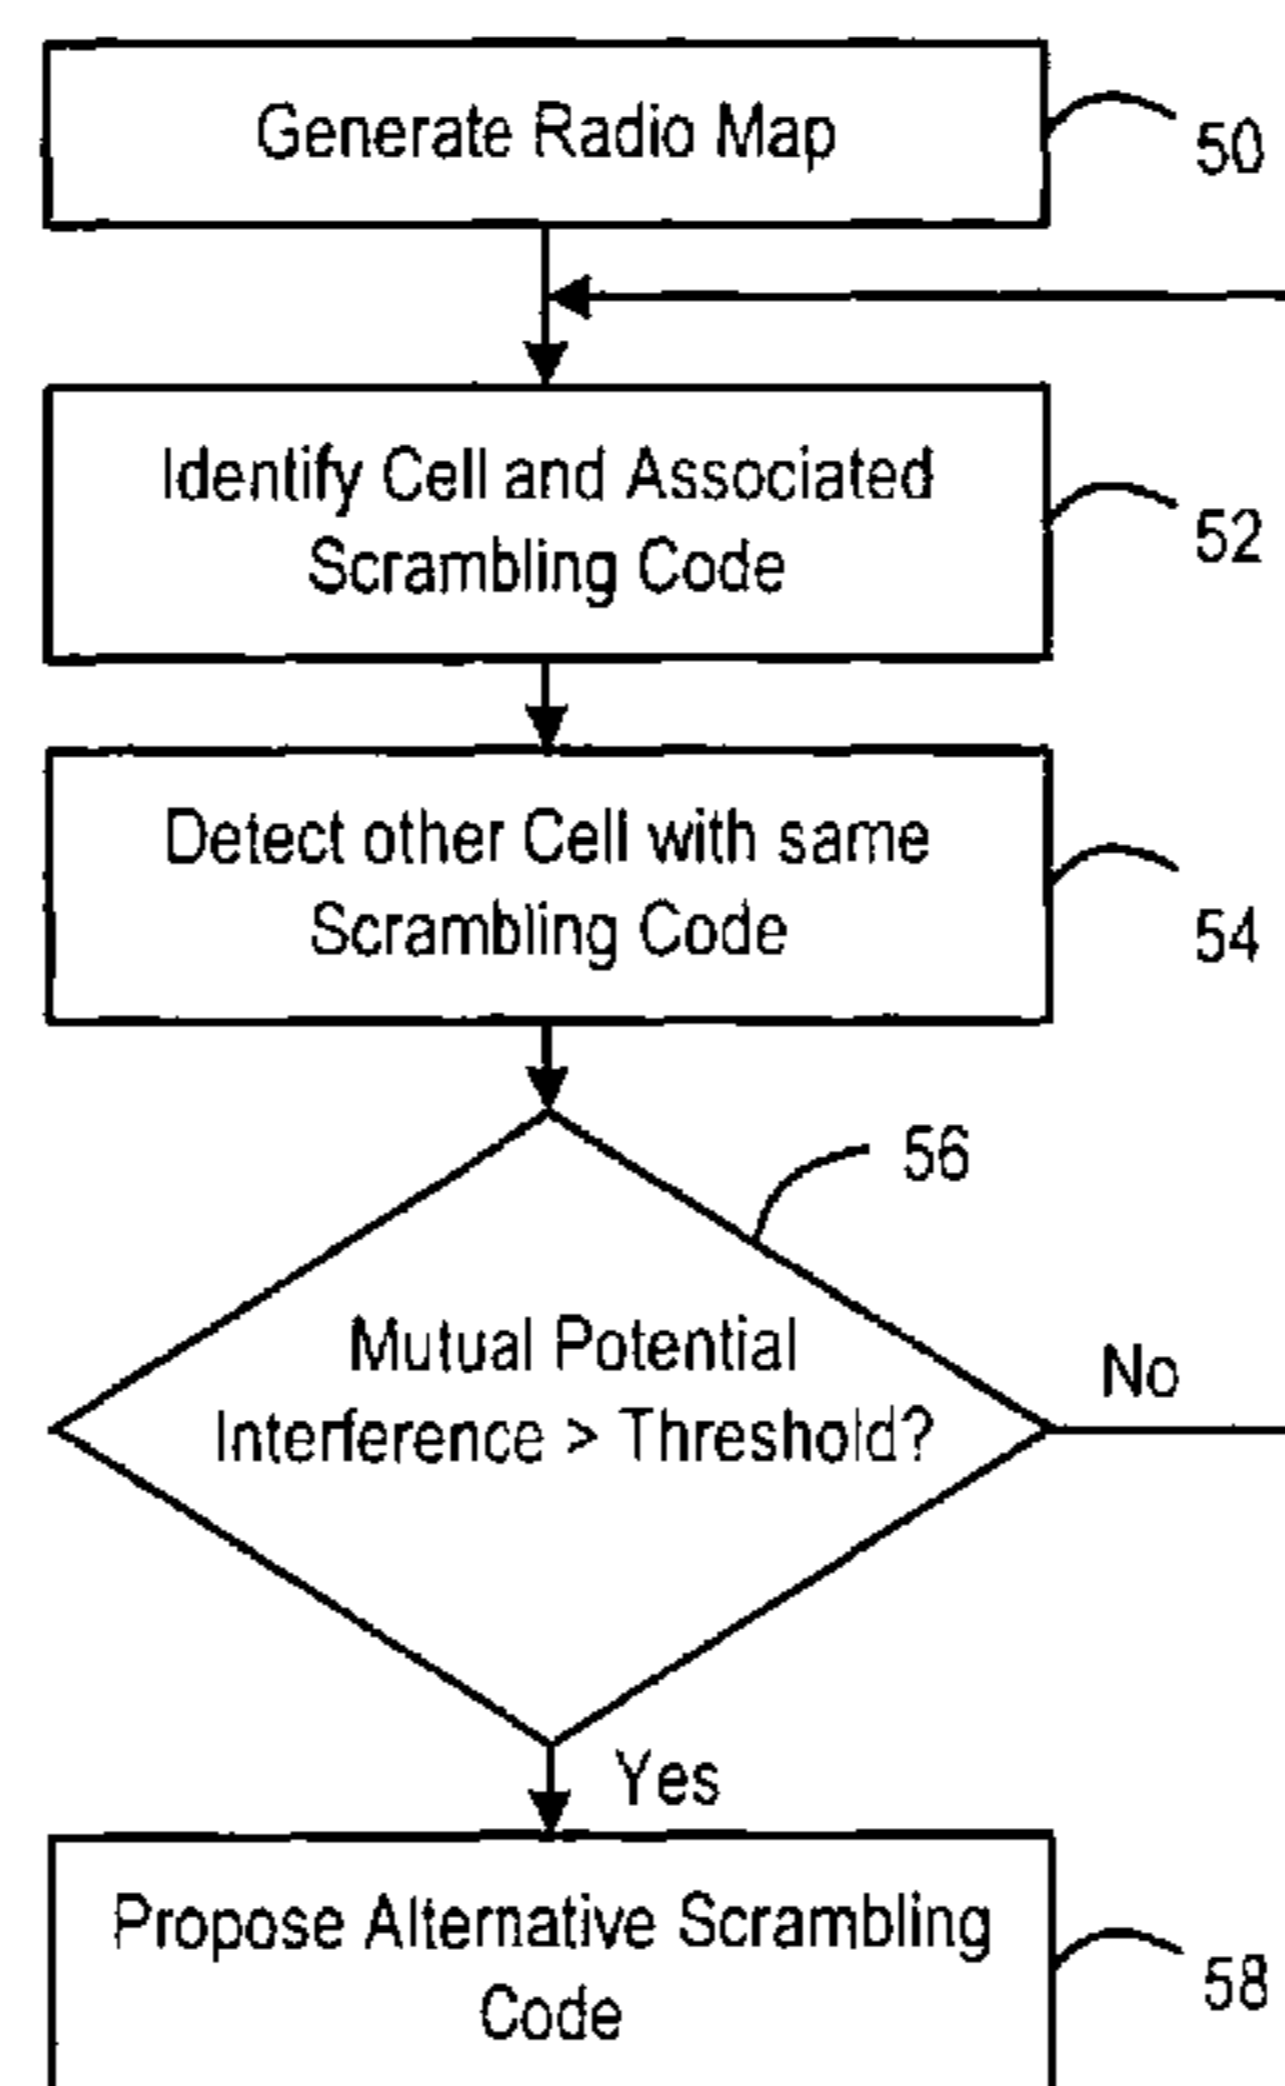 Generate Radio Map
50
Identify Cell and Associated
Scrambling Code
52
Detect other Cell with same
Scrambling Code
54
56
Mutual Potential
Interference > Threshold?
No
Yes
Propose Alternative Scrambling
Code
58